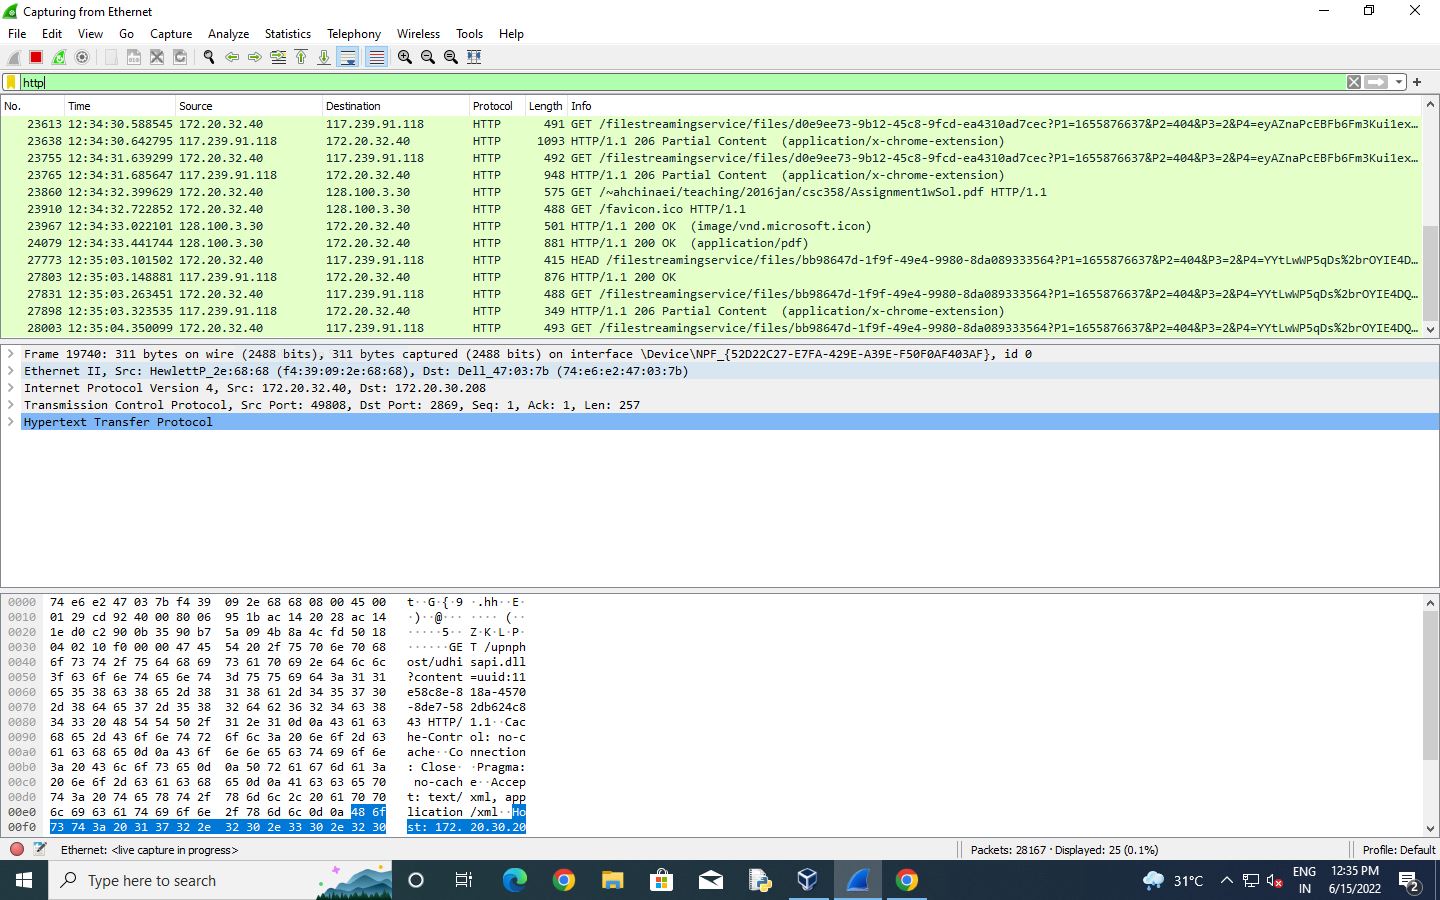 Capturing from Ethernet
File Edit View Go Capture Analyze Statistics Telephony Wireless Tools Help
http
No. Time Source Destination Protocol Length Info
23613 12:34:30.588545 172.20.32.40 117.239.91.118 HTTP 491 GET /filestreamingservice/files/d0e9ee73-9b12-45c8-9fcd-ea4310ad7cec?P1=1655876637&P2=404&P3=2&P4=eyAZnaPcEBFb6Fm3Kui1ex…
23638 12:34:30.642795 117.239.91.118 172.20.32.40 HTTP 1093 HTTP/1.1 206 Partial Content (application/x-chrome-extension)
23755 12:34:31.639299 172.20.32.40 117.239.91.118 HTTP 492 GET /filestreamingservice/files/d0e9ee73-9b12-45c8-9fcd-ea4310ad7cec?P1=1655876637&P2=404&P3=2&P4=eyAZnaPcEBFb6Fm3Kui1ex…
23765 12:34:31.685647 117.239.91.118 172.20.32.40 HTTP 948 HTTP/1.1 206 Partial Content (application/x-chrome-extension)
23860 12:34:32.399629 172.20.32.40 128.100.3.30 HTTP 575 GET /~ahchinaei/teaching/2016jan/csc358/Assignment1wSol.pdf HTTP/1.1
23910 12:34:32.722852 172.20.32.40 128.100.3.30 HTTP 488 GET /favicon.ico HTTP/1.1
23967 12:34:33.022101 128.100.3.30 172.20.32.40 HTTP 501 HTTP/1.1 200 OK (image/vnd.microsoft.icon)
24079 12:34:33.441744 128.100.3.30 172.20.32.40 HTTP 881 HTTP/1.1 200 OK (application/pdf)
27773 12:35:03.101502 172.20.32.40 117.239.91.118 HTTP 415 HEAD /filestreamingservice/files/bb98647d-1f9f-49e4-9980-8da089333564?P1=1655876637&P2=404&P3=2&P4=YYtLwWP5qDs%2brOYIE4D…
27803 12:35:03.148881 117.239.91.118 172.20.32.40 HTTP 876 HTTP/1.1 200 OK
27831 12:35:03.263451 172.20.32.40 117.239.91.118 HTTP 488 GET /filestreamingservice/files/bb98647d-1f9f-49e4-9980-8da089333564?P1=1655876637&P2=404&P3=2&P4=YYtLwWP5qDs%2brOYIE4DQ…
27898 12:35:03.323535 117.239.91.118 172.20.32.40 HTTP 349 HTTP/1.1 206 Partial Content (application/x-chrome-extension)
28003 12:35:04.350099 172.20.32.40 117.239.91.118 HTTP 493 GET /filestreamingservice/files/bb98647d-1f9f-49e4-9980-8da089333564?P1=1655876637&P2=404&P3=2&P4=YYtLwWP5qDs%2brOYIE4DQ…
Frame 19740: 311 bytes on wire (2488 bits), 311 bytes captured (2488 bits) on interface \Device\NPF_{52D22C27-E7FA-429E-A39E-F50F0AF403AF}, id 0
Ethernet II, Src: HewlettP_2e:68:68 (f4:39:09:2e:68:68), Dst: Dell_47:03:7b (74:e6:e2:47:03:7b)
Internet Protocol Version 4, Src: 172.20.32.40, Dst: 172.20.30.208
Transmission Control Protocol, Src Port: 49808, Dst Port: 2869, Seq: 1, Ack: 1, Len: 257
Hypertext Transfer Protocol
0000 74 e6 e2 47 03 7b f4 39 09 2e 68 68 08 00 45 00 t··G·{·9 ·.hh··E·
0010 01 29 cd 92 40 00 80 06 95 1b ac 14 20 28 ac 14 ·)··@··· ···· (··
0020 1e d0 c2 90 0b 35 90 b7 5a 09 4b 8a 4c fd 50 18 ·····5·· Z·K·L·P·
0030 04 02 10 f0 00 00 47 45 54 20 2f 75 70 6e 70 68 ······GE T /upnph
0040 6f 73 74 2f 75 64 68 69 73 61 70 69 2e 64 6c 6c ost/udhi sapi.dll
0050 3f 63 6f 6e 74 65 6e 74 3d 75 75 69 64 3a 31 31 ?content =uuid:11
0060 65 35 38 63 38 65 2d 38 31 38 61 2d 34 35 37 30 e58c8e-8 18a-4570
0070 2d 38 64 65 37 2d 35 38 32 64 62 36 32 34 63 38 -8de7-58 2db624c8
0080 34 33 20 48 54 54 50 2f 31 2e 31 0d 0a 43 61 63 43 HTTP/ 1.1··Cac
0090 68 65 2d 43 6f 6e 74 72 6f 6c 3a 20 6e 6f 2d 63 he-Contr ol: no-c
00a0 61 63 68 65 0d 0a 43 6f 6e 6e 65 63 74 69 6f 6e ache··Co nnection
00b0 3a 20 43 6c 6f 73 65 0d 0a 50 72 61 67 6d 61 3a : Close· ·Pragma:
00c0 20 6e 6f 2d 63 61 63 68 65 0d 0a 41 63 63 65 70 no-cach e··Accep
00d0 74 3a 20 74 65 78 74 2f 78 6d 6c 2c 20 61 70 70 t: text/ xml, app
00e0 6c 69 63 61 74 69 6f 6e 2f 78 6d 6c 0d 0a 48 6f lication /xml··Ho
00f0 73 74 3a 20 31 37 32 2e 32 30 2e 33 30 2e 32 30 st: 172. 20.30.20
Ethernet: <live capture in progress> Packets: 28167 · Displayed: 25 (0.1%) Profile: Default
Type here to search 31°C ENG IN 12:35 PM 6/15/2022 2